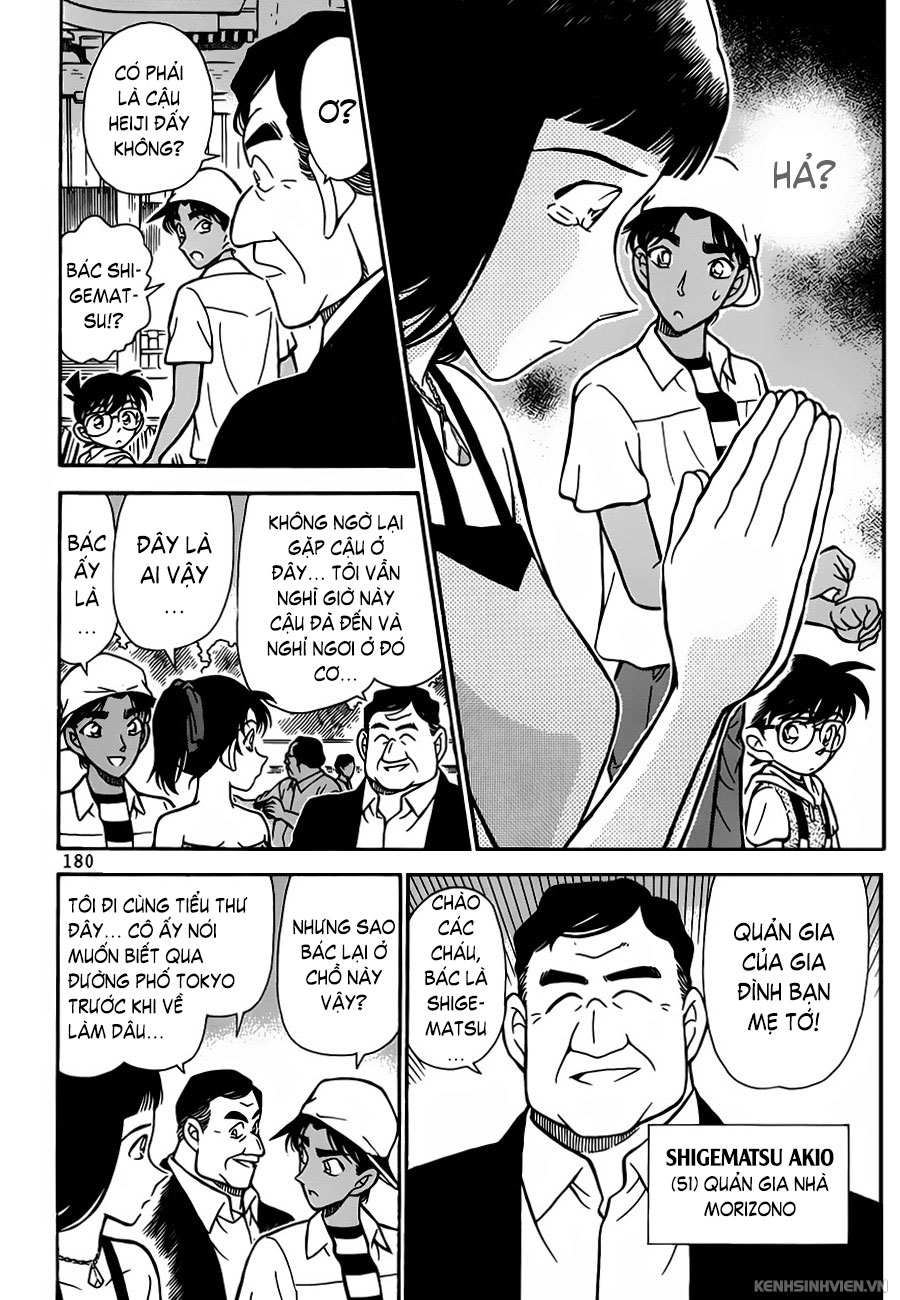 HẢ?
Ơ?
CÓ PHẢI
LÀ CẬU
HEIJI ĐẤY
KHÔNG?
BÁC SHI-
GEMAT-
SU!?
KHÔNG NGỜ LẠI
GẶP CẬU Ở
ĐÂY... TÔI VẪN
NGHĨ GIỜ NÀY
CẬU ĐÃ ĐẾN VÀ
NGHỈ NGƠI Ở ĐÓ
CƠ...
ĐÂY LÀ
AI VẬY
...
BÁC
ẤY
LÀ
...
180
QUẢN GIA
CỦA GIA
ĐÌNH BẠN
MẸ TỚ!
CHÀO
CÁC
CHÁU,
BÁC LÀ
SHIGE-
MATSU
...
SHIGEMATSU AKIO
(51) QUẢN GIA NHÀ
MORIZONO
NHƯNG SAO
BÁC LẠI Ở
CHỖ NÀY
VẬY?
TÔI ĐI CÙNG TIỂU THƯ
ĐÂY... CÔ ẤY NÓI
MUỐN BIẾT QUA
ĐƯỜNG PHỐ TOKYO
TRƯỚC KHI VỀ
LÀM DÂU...
KENHSINHVIEN.VN